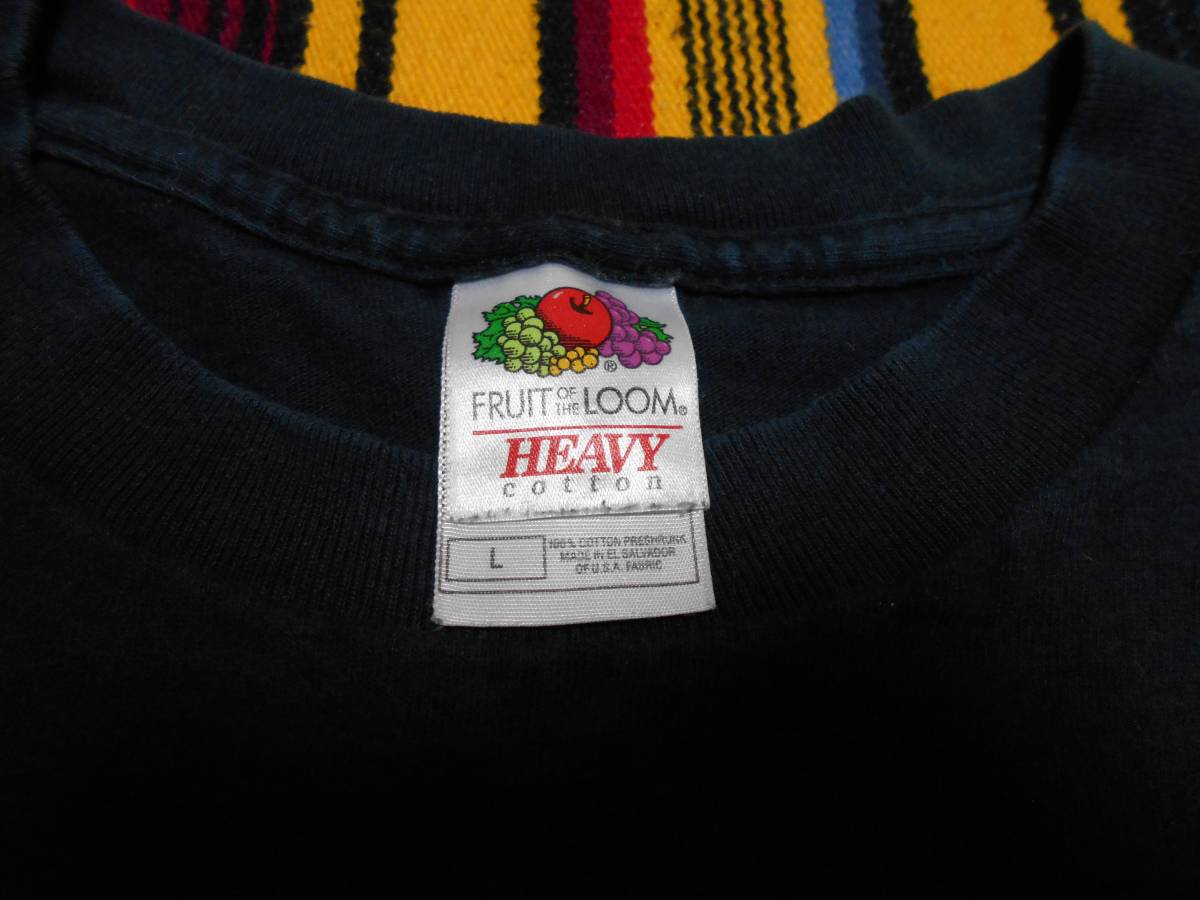 ®
FRUIT OF THE LOOM®
HEAVY
cotton
L
100% COTTON PRESHRUNK
MADE IN EL SALVADOR
OF U.S.A. FABRIC